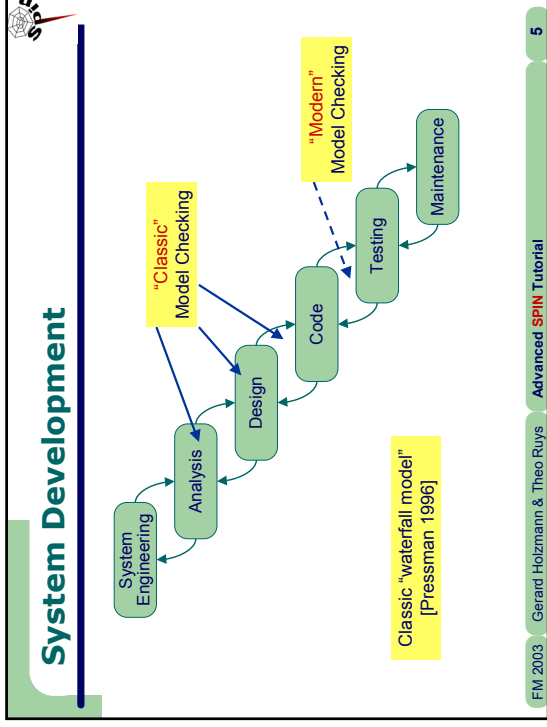 Spin
System Development
System
Engineering
Analysis
Design
Code
Testing
Maintenance
"Classic"
Model Checking
"Modern"
Model Checking
Classic "waterfall model"
[Pressman 1996]
FM 2003 Gerard Holzmann & Theo Ruys Advanced SPIN Tutorial 5